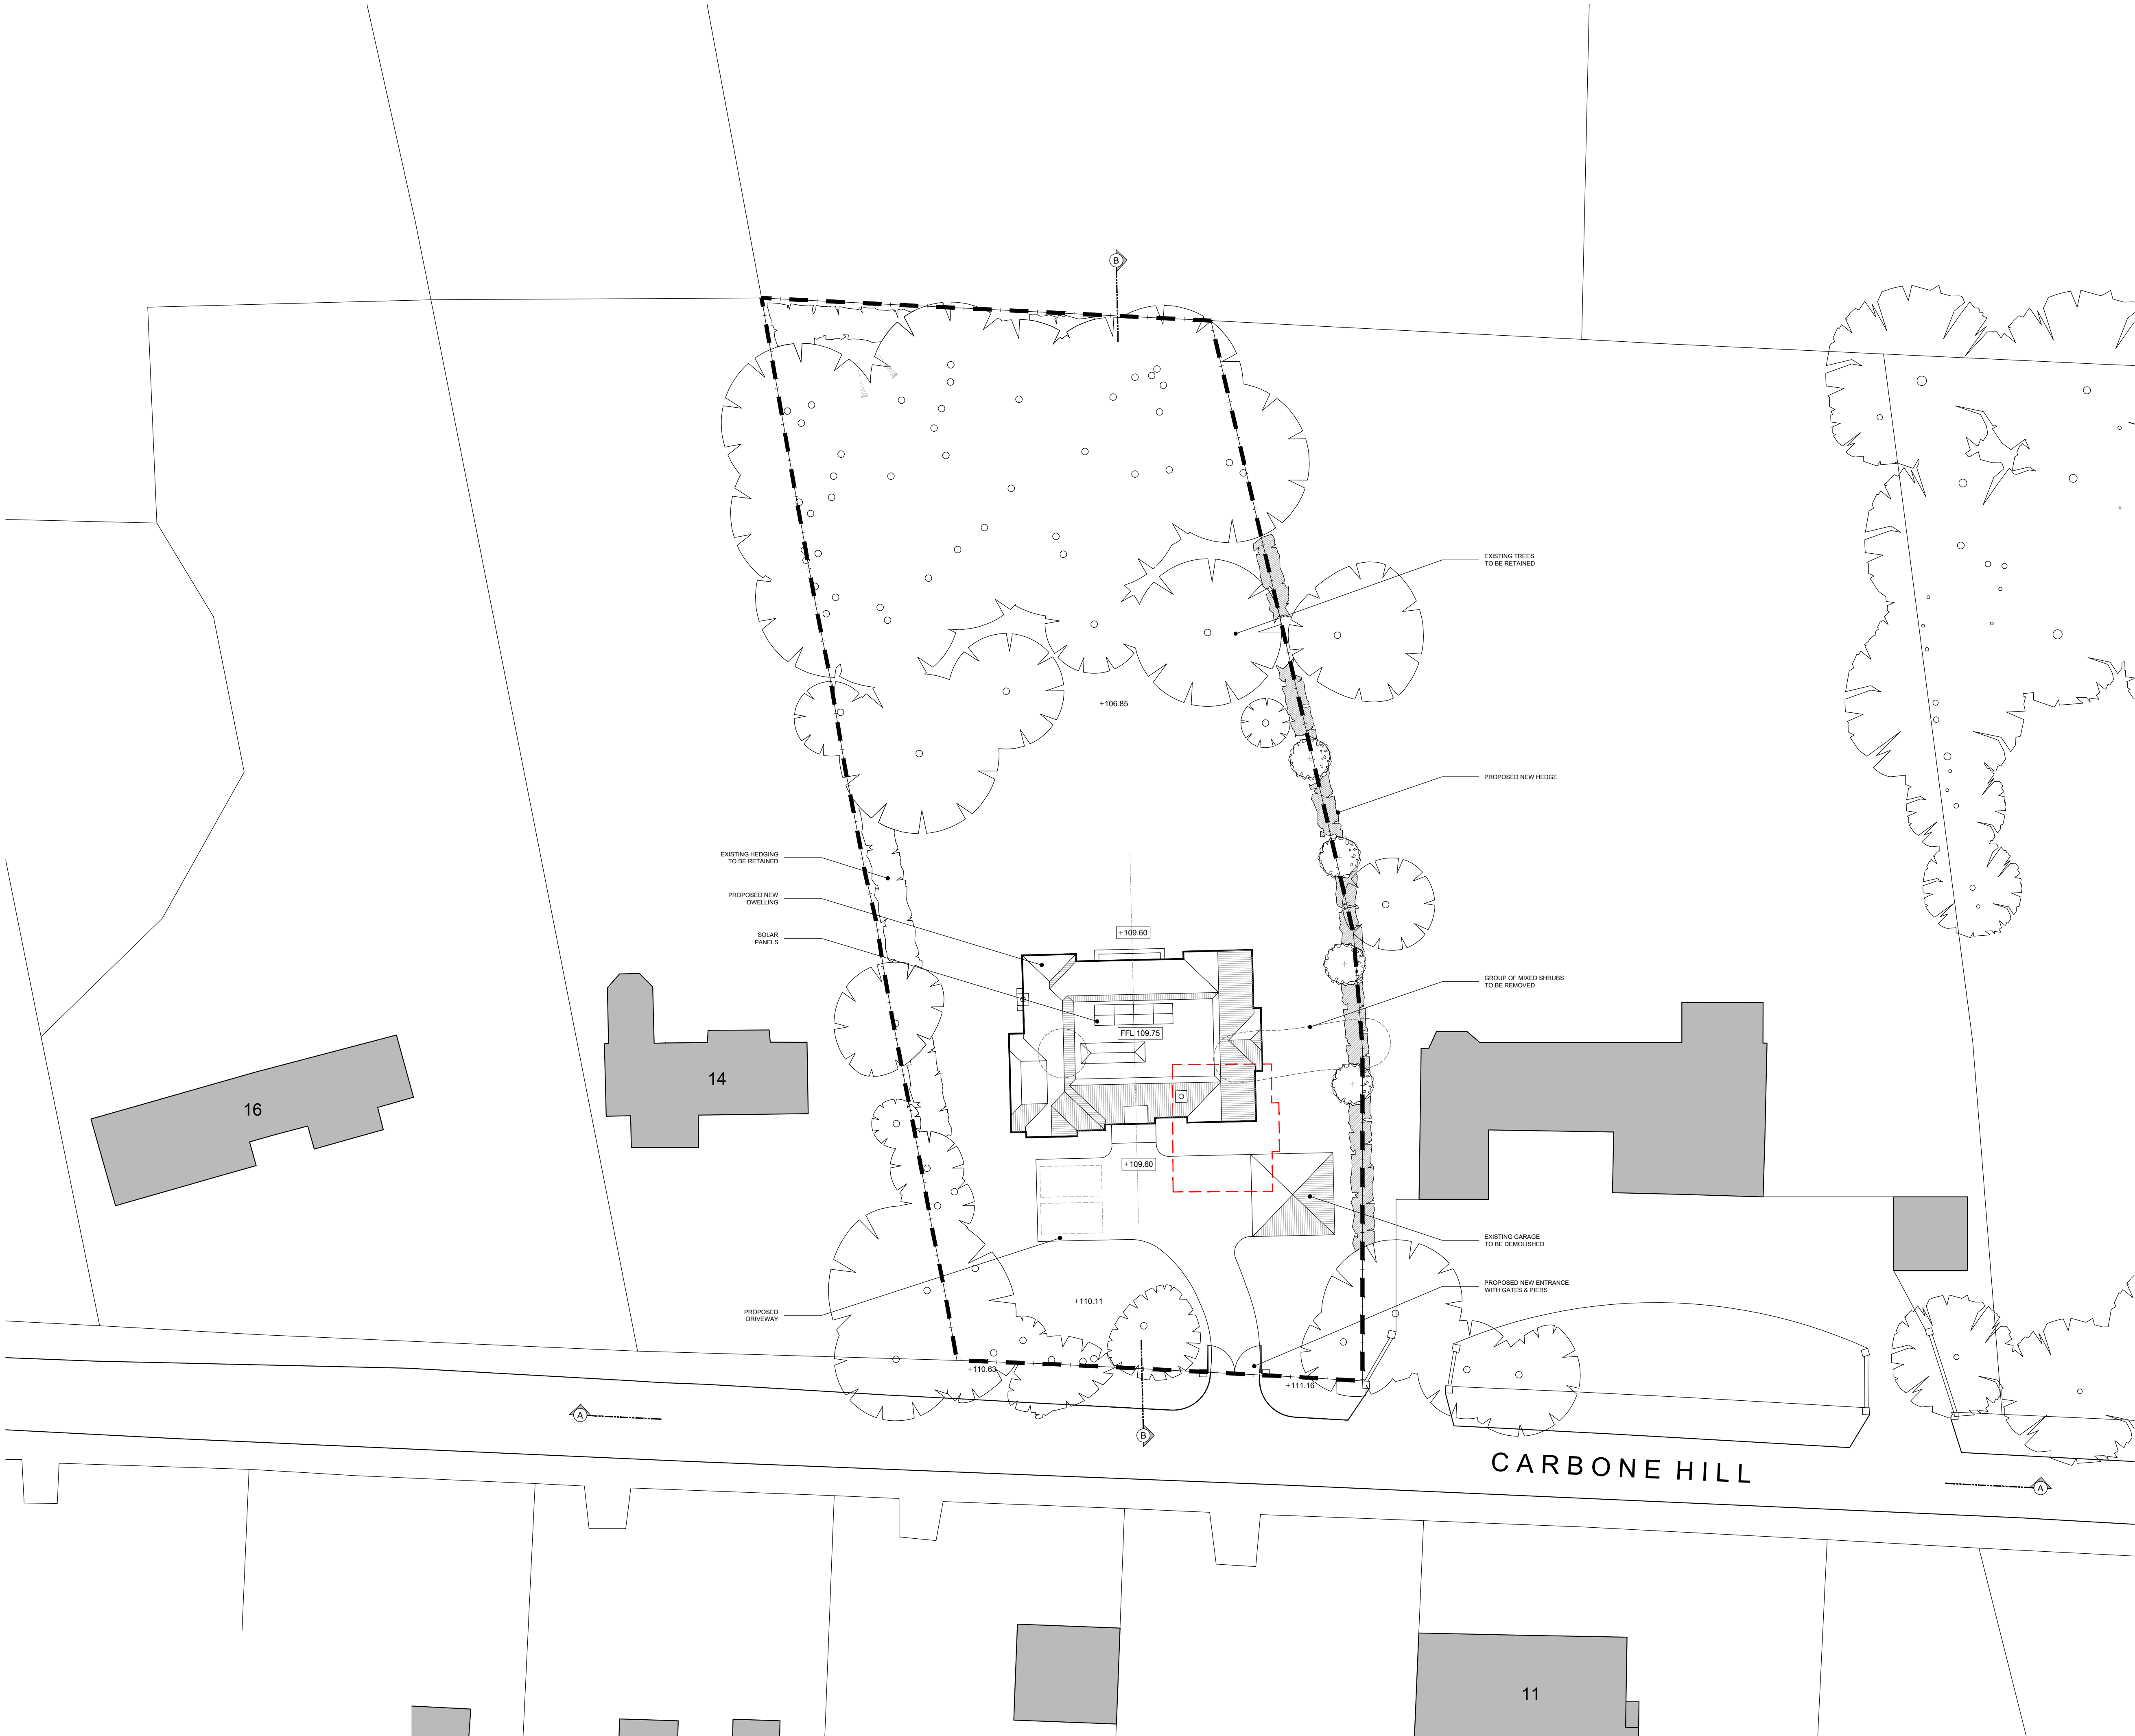 B
EXISTING TREES
TO BE RETAINED
+106.85
PROPOSED NEW HEDGE
EXISTING HEDGING
TO BE RETAINED
PROPOSED NEW
DWELLING
SOLAR
PANELS
+109.60
GROUP OF MIXED SHRUBS
TO BE REMOVED
FFL 109.75
14
16
+109.60
EXISTING GARAGE
TO BE DEMOLISHED
PROPOSED NEW ENTRANCE
WITH GATES & PIERS
+110.11
PROPOSED
DRIVEWAY
+110.63
+111.16
A
B
CARBONE HILL
A
11